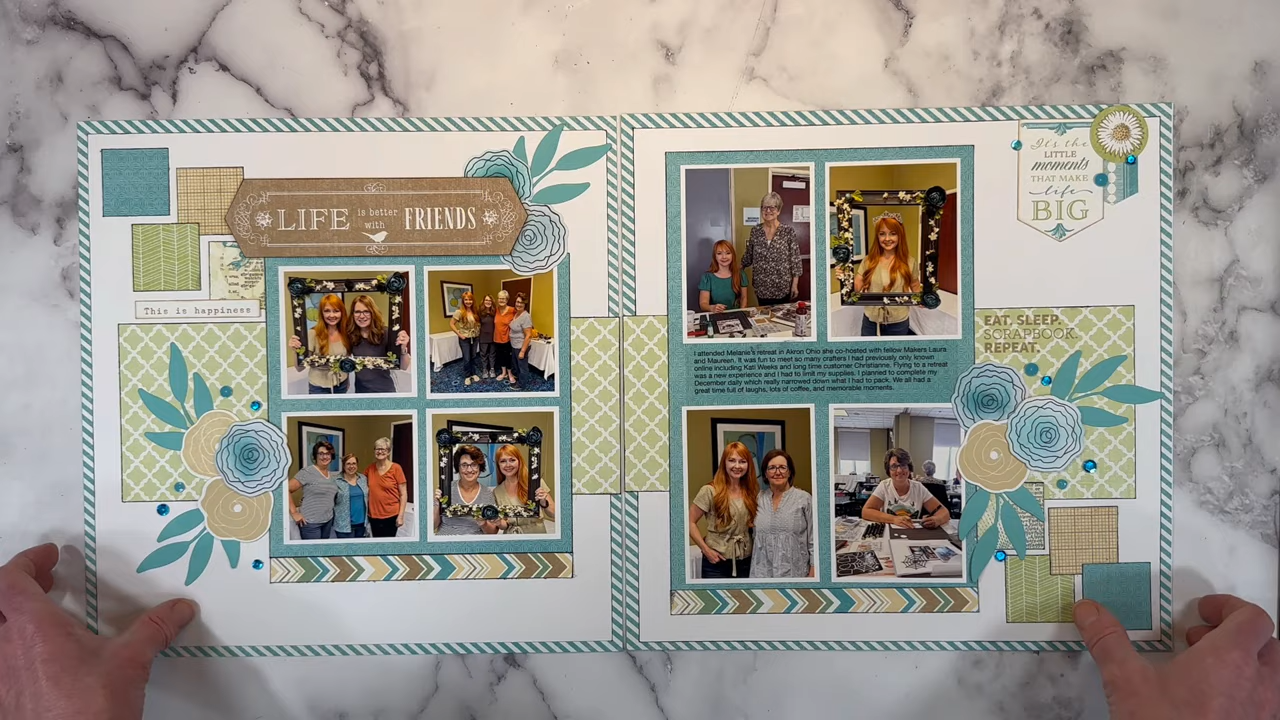 LIFE is better with FRIENDS
This is happiness
It's the
LITTLE
moments
THAT MAKE
life
BIG
I attended Melanie's retreat in Akron Ohio she co-hosted with fellow Makers Laura
and Maureen. It was fun to meet so many crafters I had previously only known
online including Kati Weeks and long time customer Christianne. Flying to a retreat
was a new experience and I had to limit my supplies. I planned to complete my
December daily which really narrowed down what I had to pack. We all had a
great time full of laughs, lots of coffee, and memorable moments.
EAT. SLEEP.
SCRAPBOOK.
REPEAT.